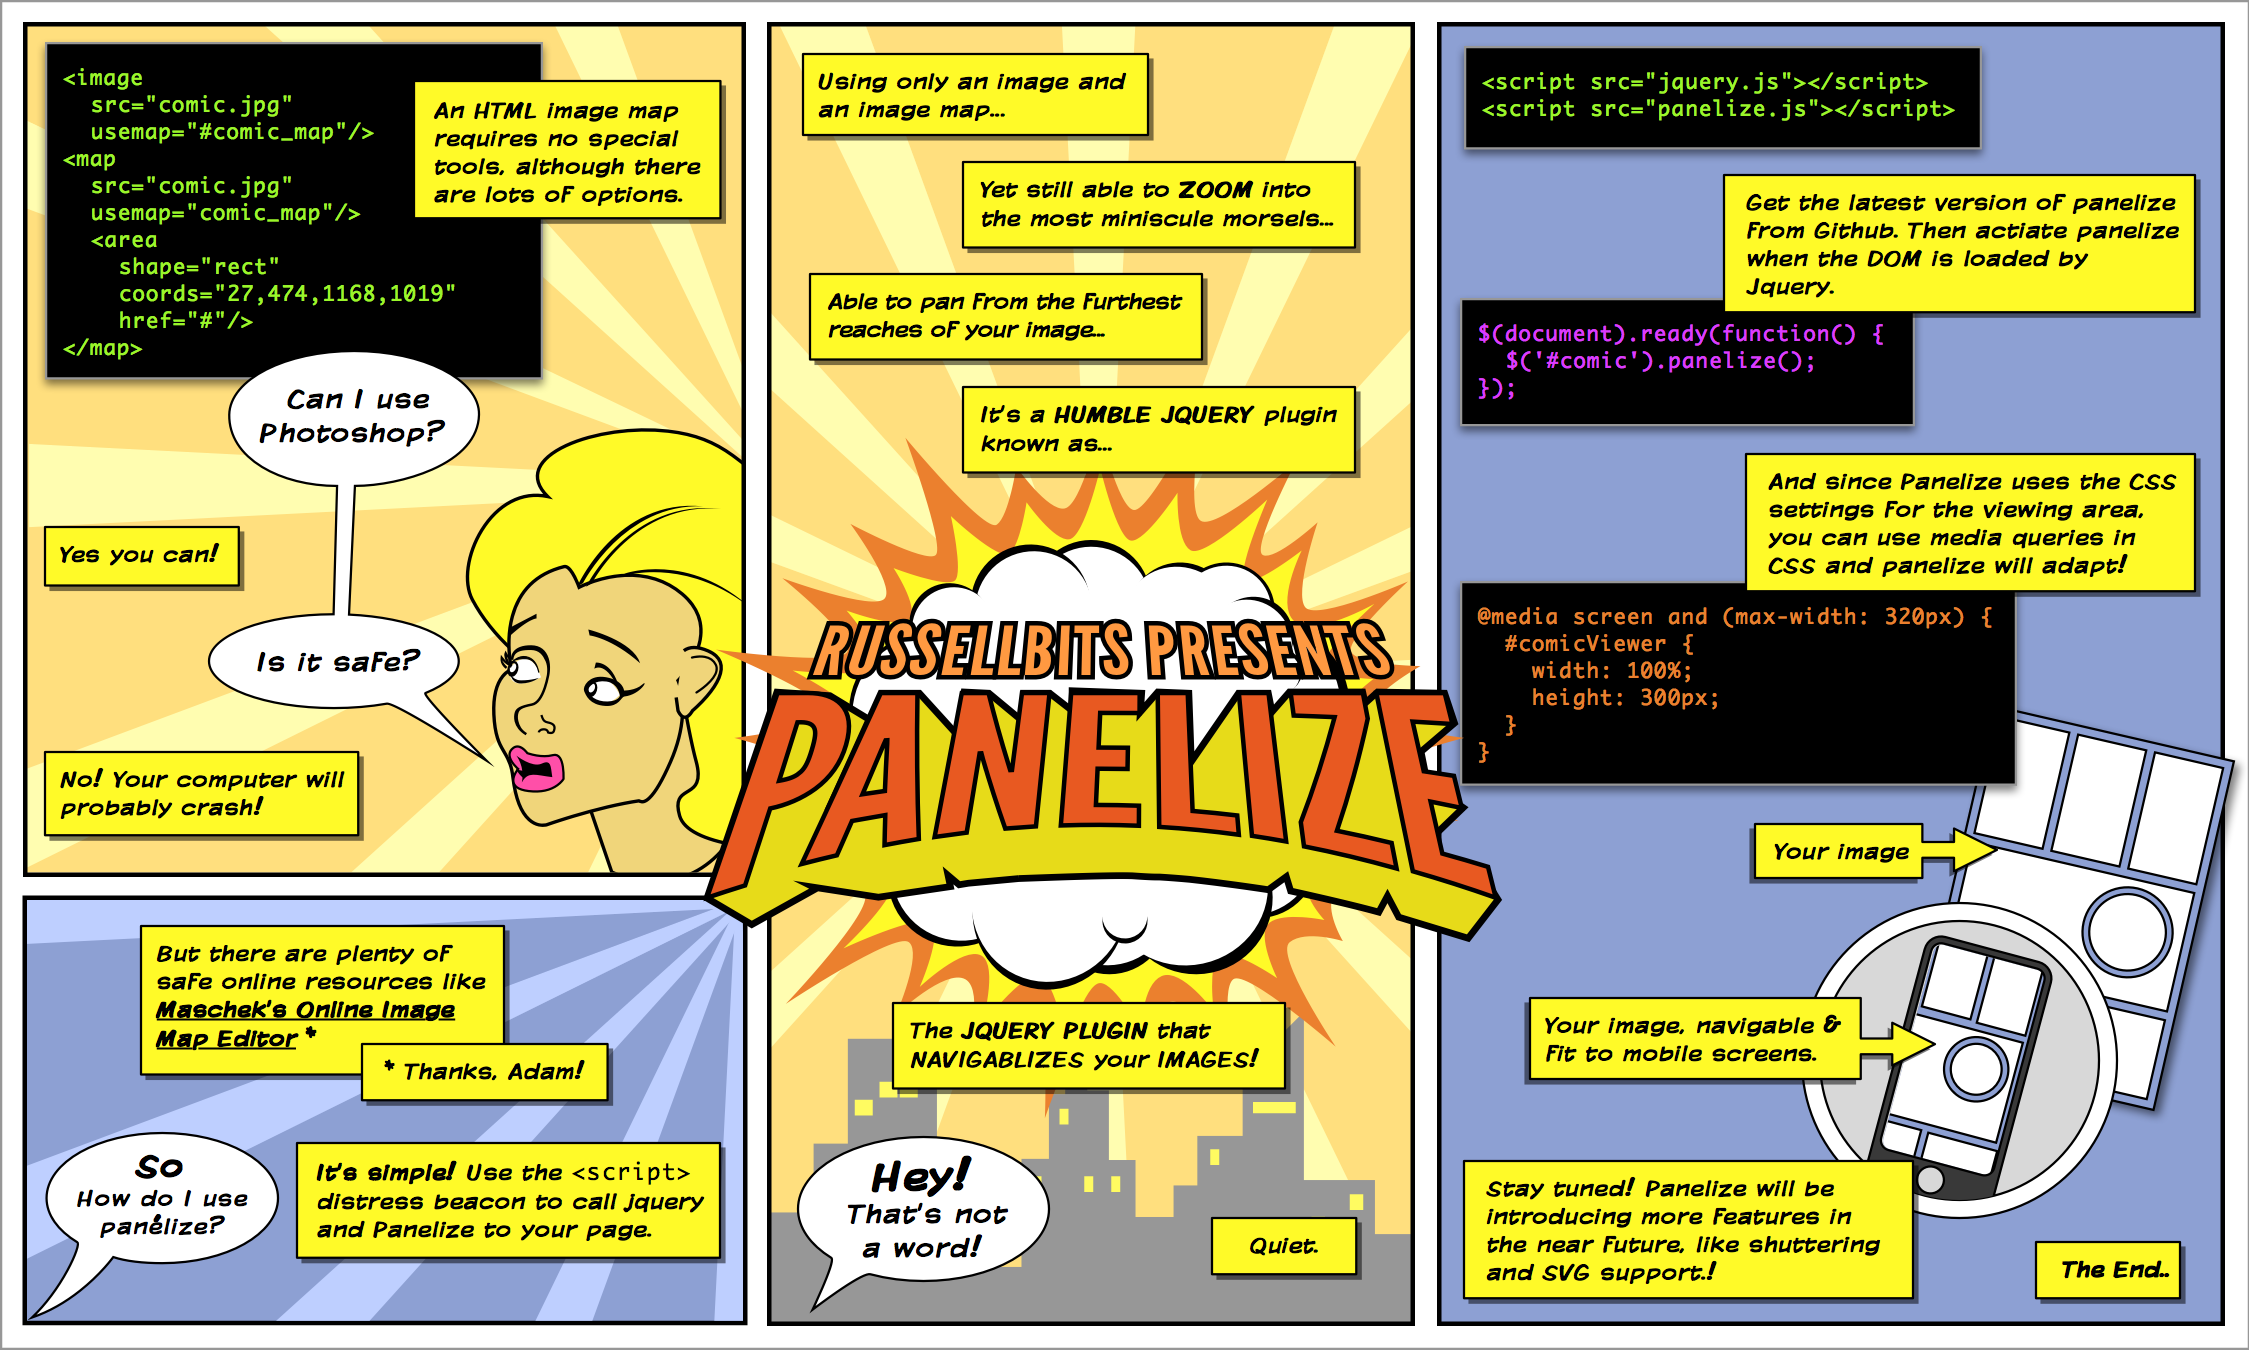 <image
src="comic.jpg"
usemap="#comic_map"/>
<map
src="comic.jpg"
usemap="comic_map"/>
<area
shape="rect"
coords="27,474,1168,1019"
href="#"/>
</map>
An HTML image map
requires no special
tools, although there
are lots of options.
Can I use
Photoshop?
Yes you can!
Is it safe?
No! Your computer will
probably crash!
But there are plenty of
safe online resources like
Maschek's Online Image
Map Editor *
* Thanks, Adam!
So
How do I use
panelize?
!
It's simple! Use the <script>
distress beacon to call jquery
and Panelize to your page.
Using only an image and
an image map...
Yet still able to ZOOM into
the most miniscule morsels...
Able to pan from the furthest
reaches of your image...
It's a HUMBLE JQUERY plugin
known as...
RUSSELLBITS PRESENTS
PANELIZE
The JQUERY PLUGIN that
NAVIGABLIZES your IMAGES!
Hey!
That's not
a word!
Quiet.
<script src="jquery.js"></script>
<script src="panelize.js"></script>
Get the latest version of panelize
from Github. Then actiate panelize
when the DOM is loaded by
Jquery.
$(document).ready(function() {
$('#comic').panelize();
});
And since Panelize uses the CSS
settings for the viewing area,
you can use media queries in
CSS and panelize will adapt!
@media screen and (max-width: 320px) {
#comicViewer {
width: 100%;
height: 300px;
}
}
Your image
Your image, navigable &
fit to mobile screens.
Stay tuned! Panelize will be
introducing more features in
the near future, like shuttering
and SVG support.!
The End..